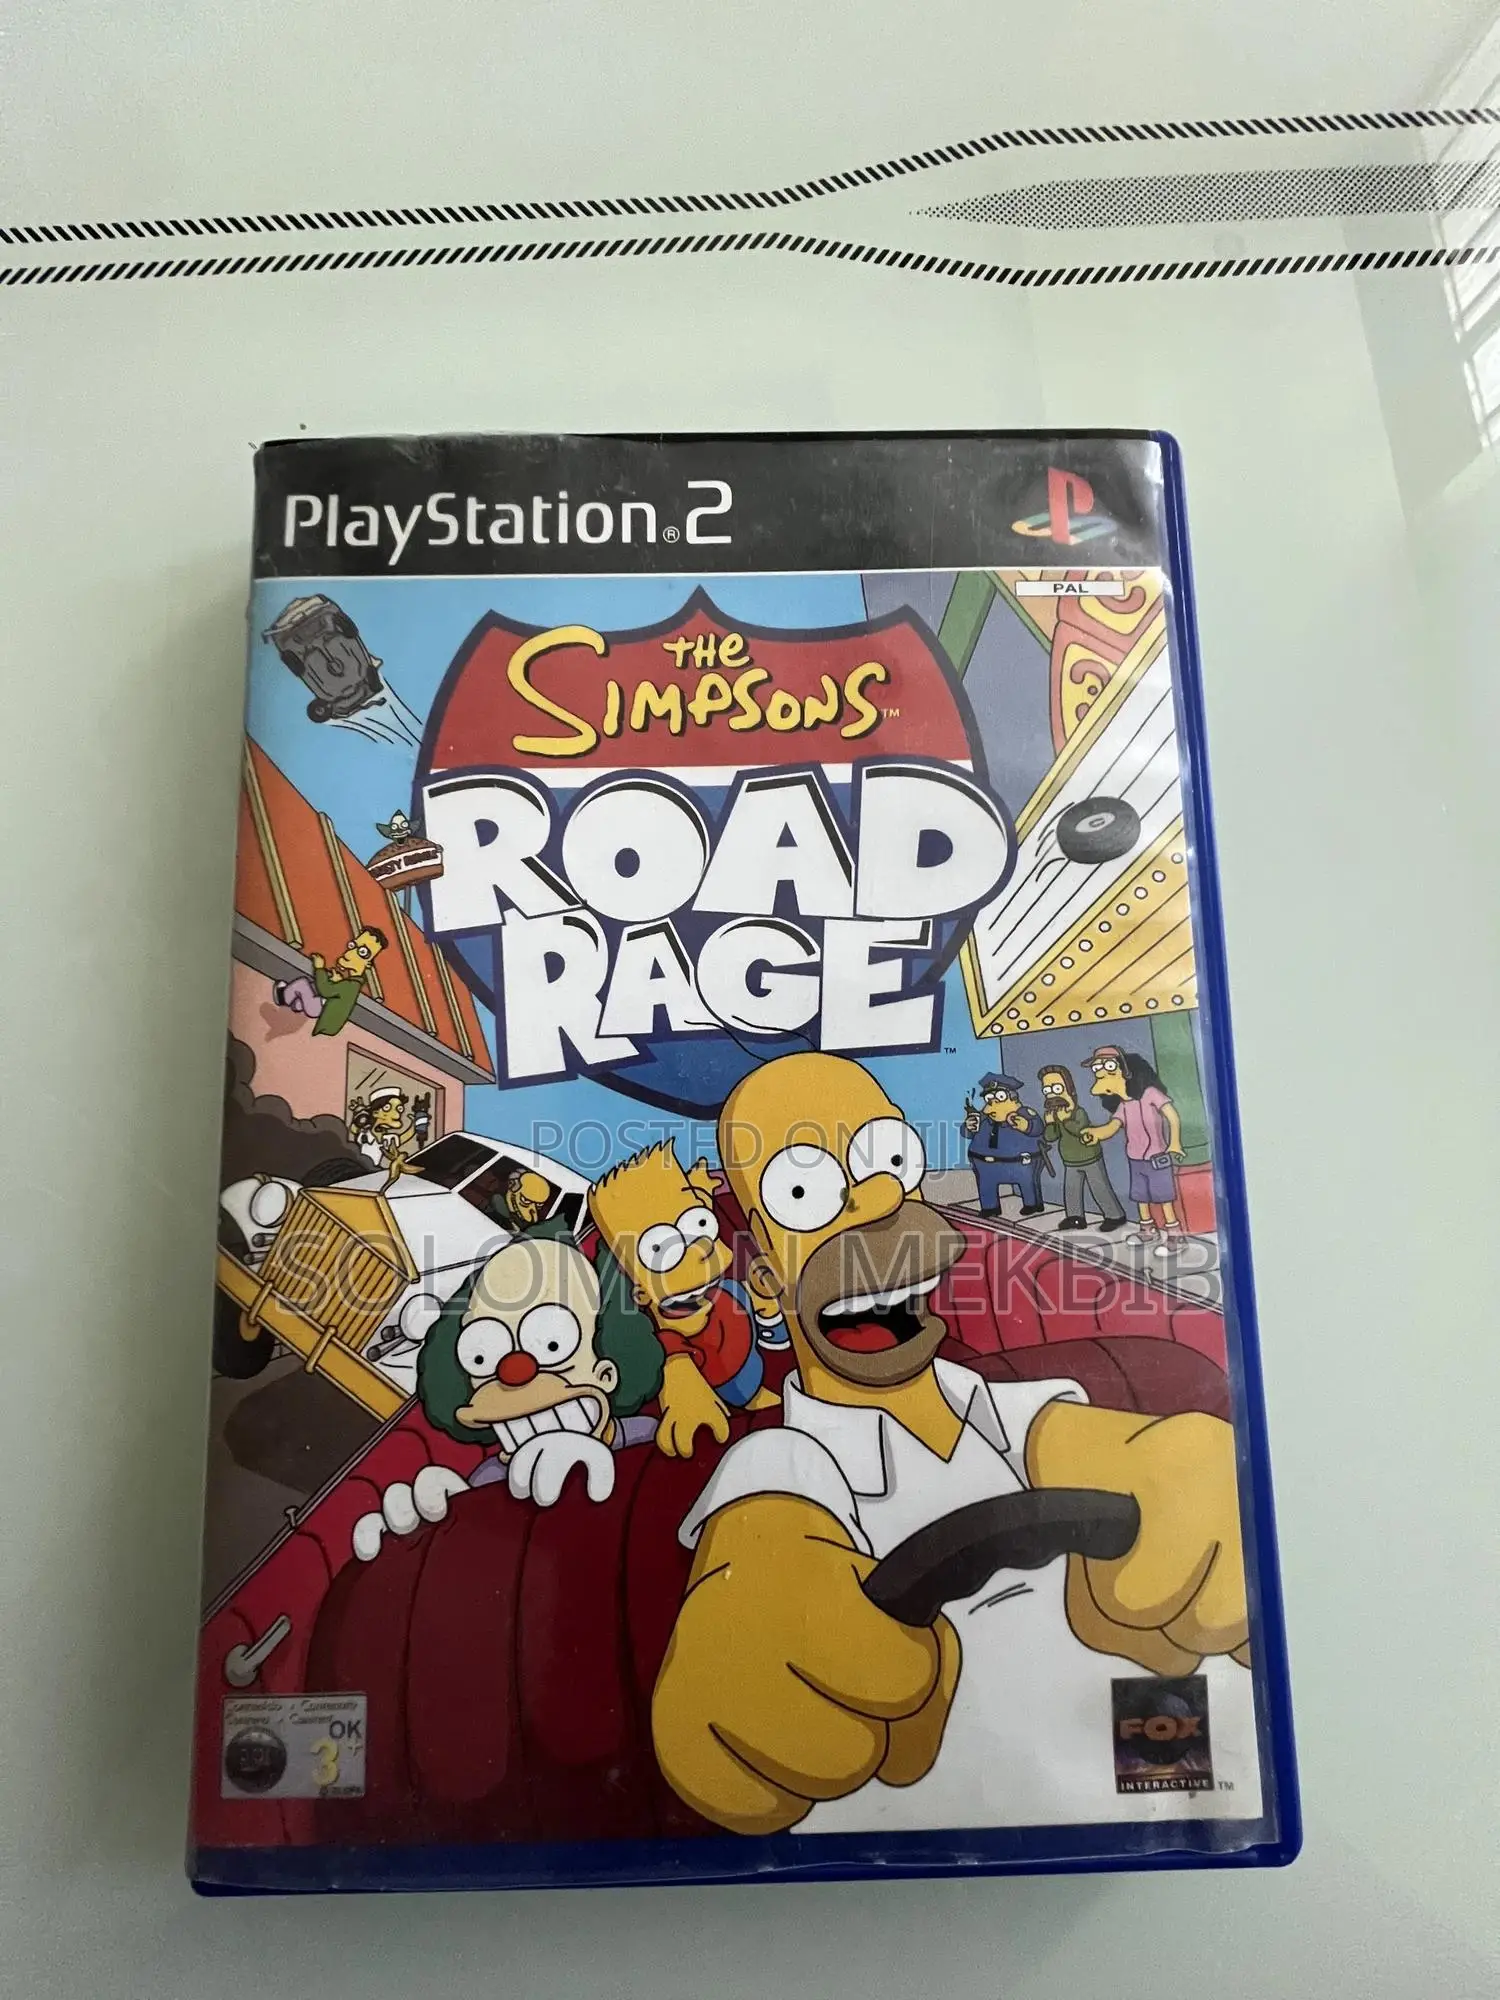 PlayStation®2
PAL
THE
SIMPSONS™
ROAD
RAGE™
POSTED ON JIJI
SOLOMON MEKBIB
OK
3+
FOX
INTERACTIVE™